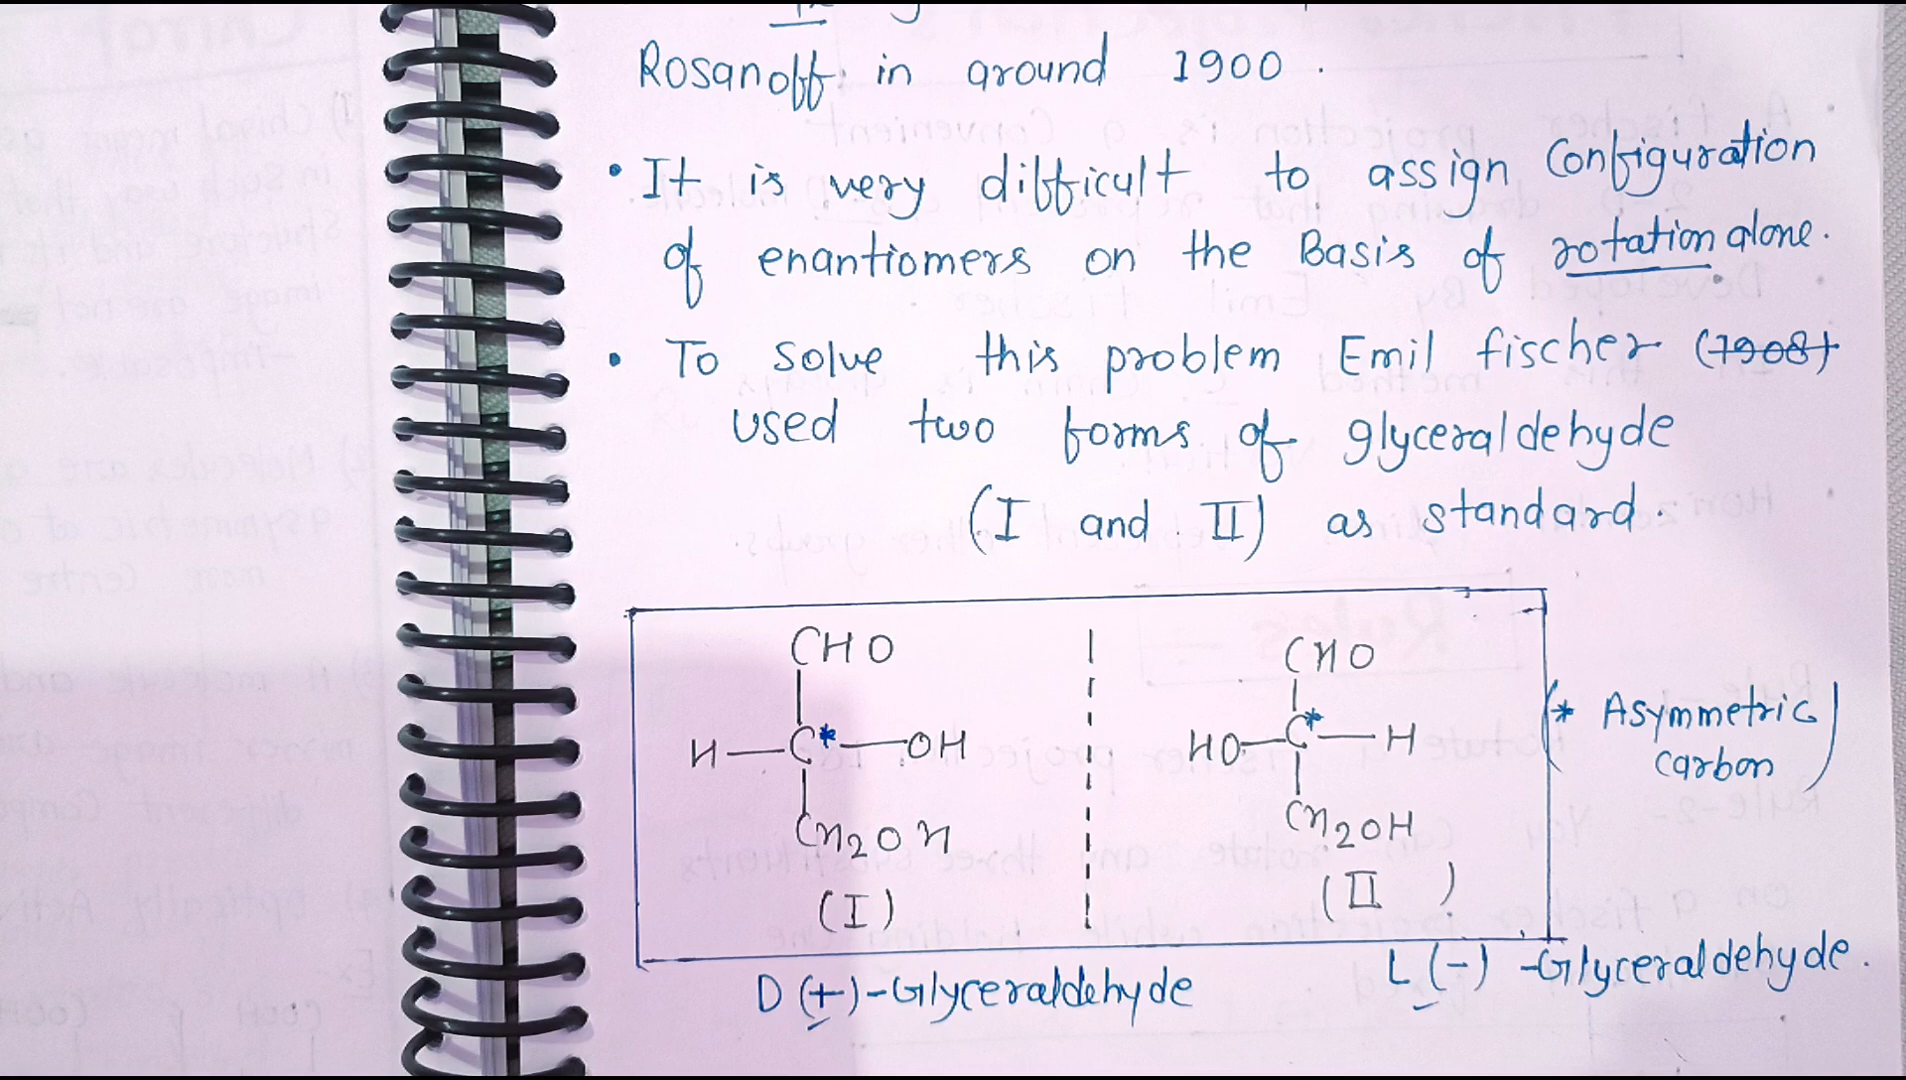 Rosanoff in around 1900.
• It is very difficult to assign Configuration
of enantiomers on the Basis of rotation alone.
• To solve this problem Emil fischer (1908)
used two forms of glyceraldehyde
(I and II) as standard.
CHO CHO
H—C*—OH HO—C*—H
(* Asymmetric
carbon)
CH2OH CH2OH
(I) (II)
D(+)-Glyceraldehyde L(-)-Glyceraldehyde.